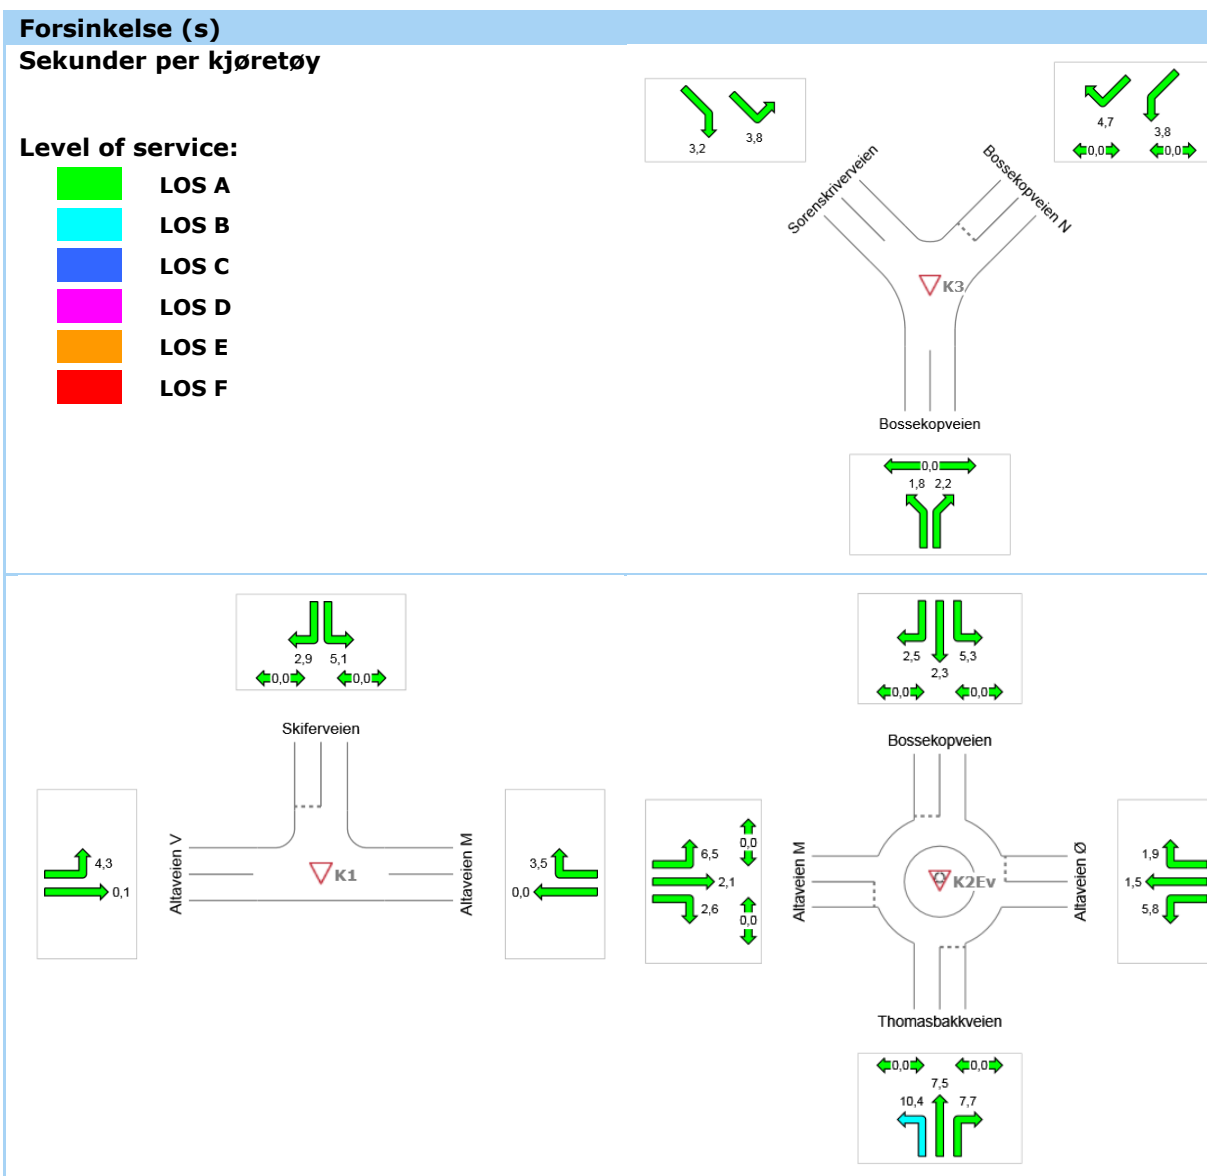 Forsinkelse (s)
Sekunder per kjøretøy
Level of service:
LOS A
LOS B
LOS C
LOS D
LOS E
LOS F
3,2
3,8
4,7
3,8
0,0
0,0
Sorenskriverveien
Bossekopveien N
K3
Bossekopveien
0,0
1,8 2,2
2,9 5,1
0,0 0,0
Skiferveien
4,3
0,1
Altaveien V
K1
Altaveien M
3,5
0,0
2,5 5,3
2,3
0,0 0,0
Bossekopveien
6,5
2,1
2,6
0,0
0,0
Altaveien M
K2Ev
Altaveien Ø
1,9
1,5
5,8
Thomasbakkveien
0,0 0,0
7,5
10,4 7,7